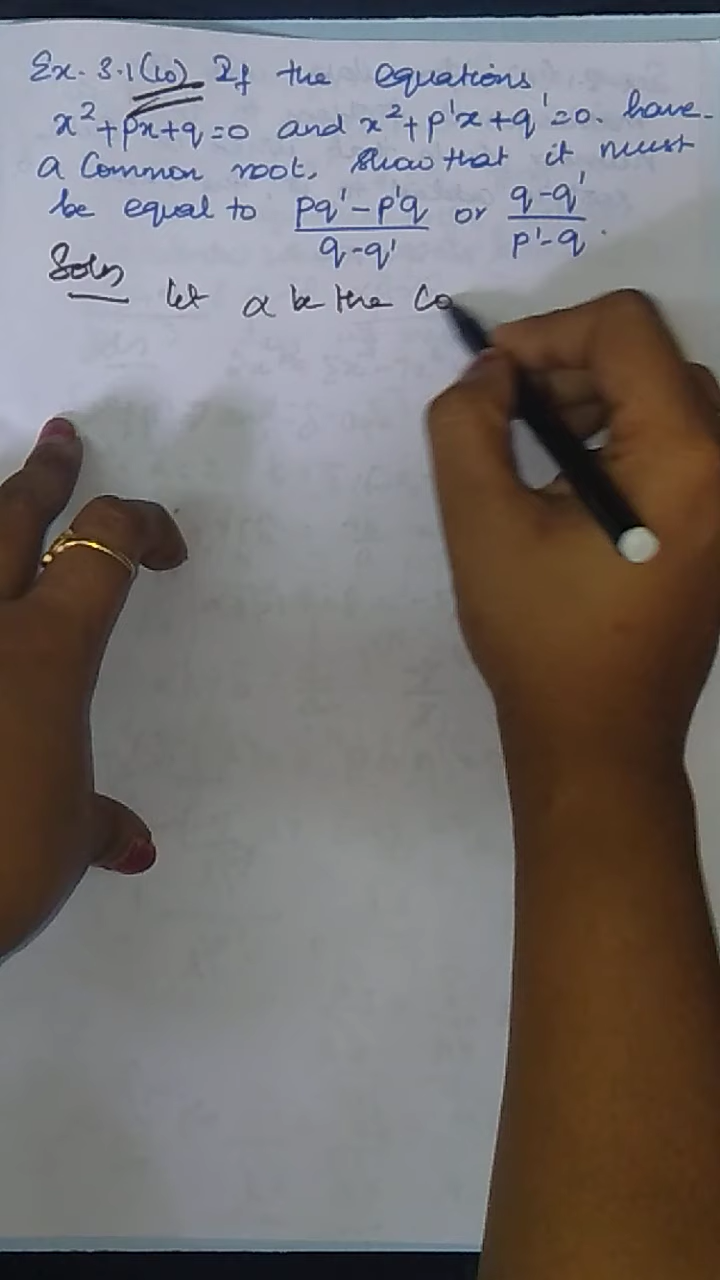 Ex. 3.1(10) If the equations
x²+px+q=0 and x²+p'x+q'=0. have
a Common root, Show that it must
be equal to pq'-p'q / q-q' or q-q' / p'-q.
Soln Let α be the Co